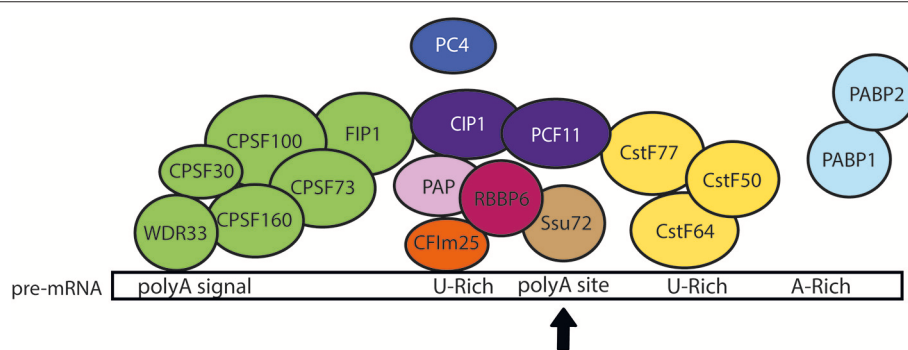 PC4
PABP2
CIP1
FIP1
PCF11
CPSF100
CstF77
PABP1
CPSF30
CstF50
CPSF73
PAP
RBBP6
CPSF160
Ssu72
WDR33
CstF64
CFIm25
pre-mRNA polyA signal U-Rich polyA site U-Rich A-Rich